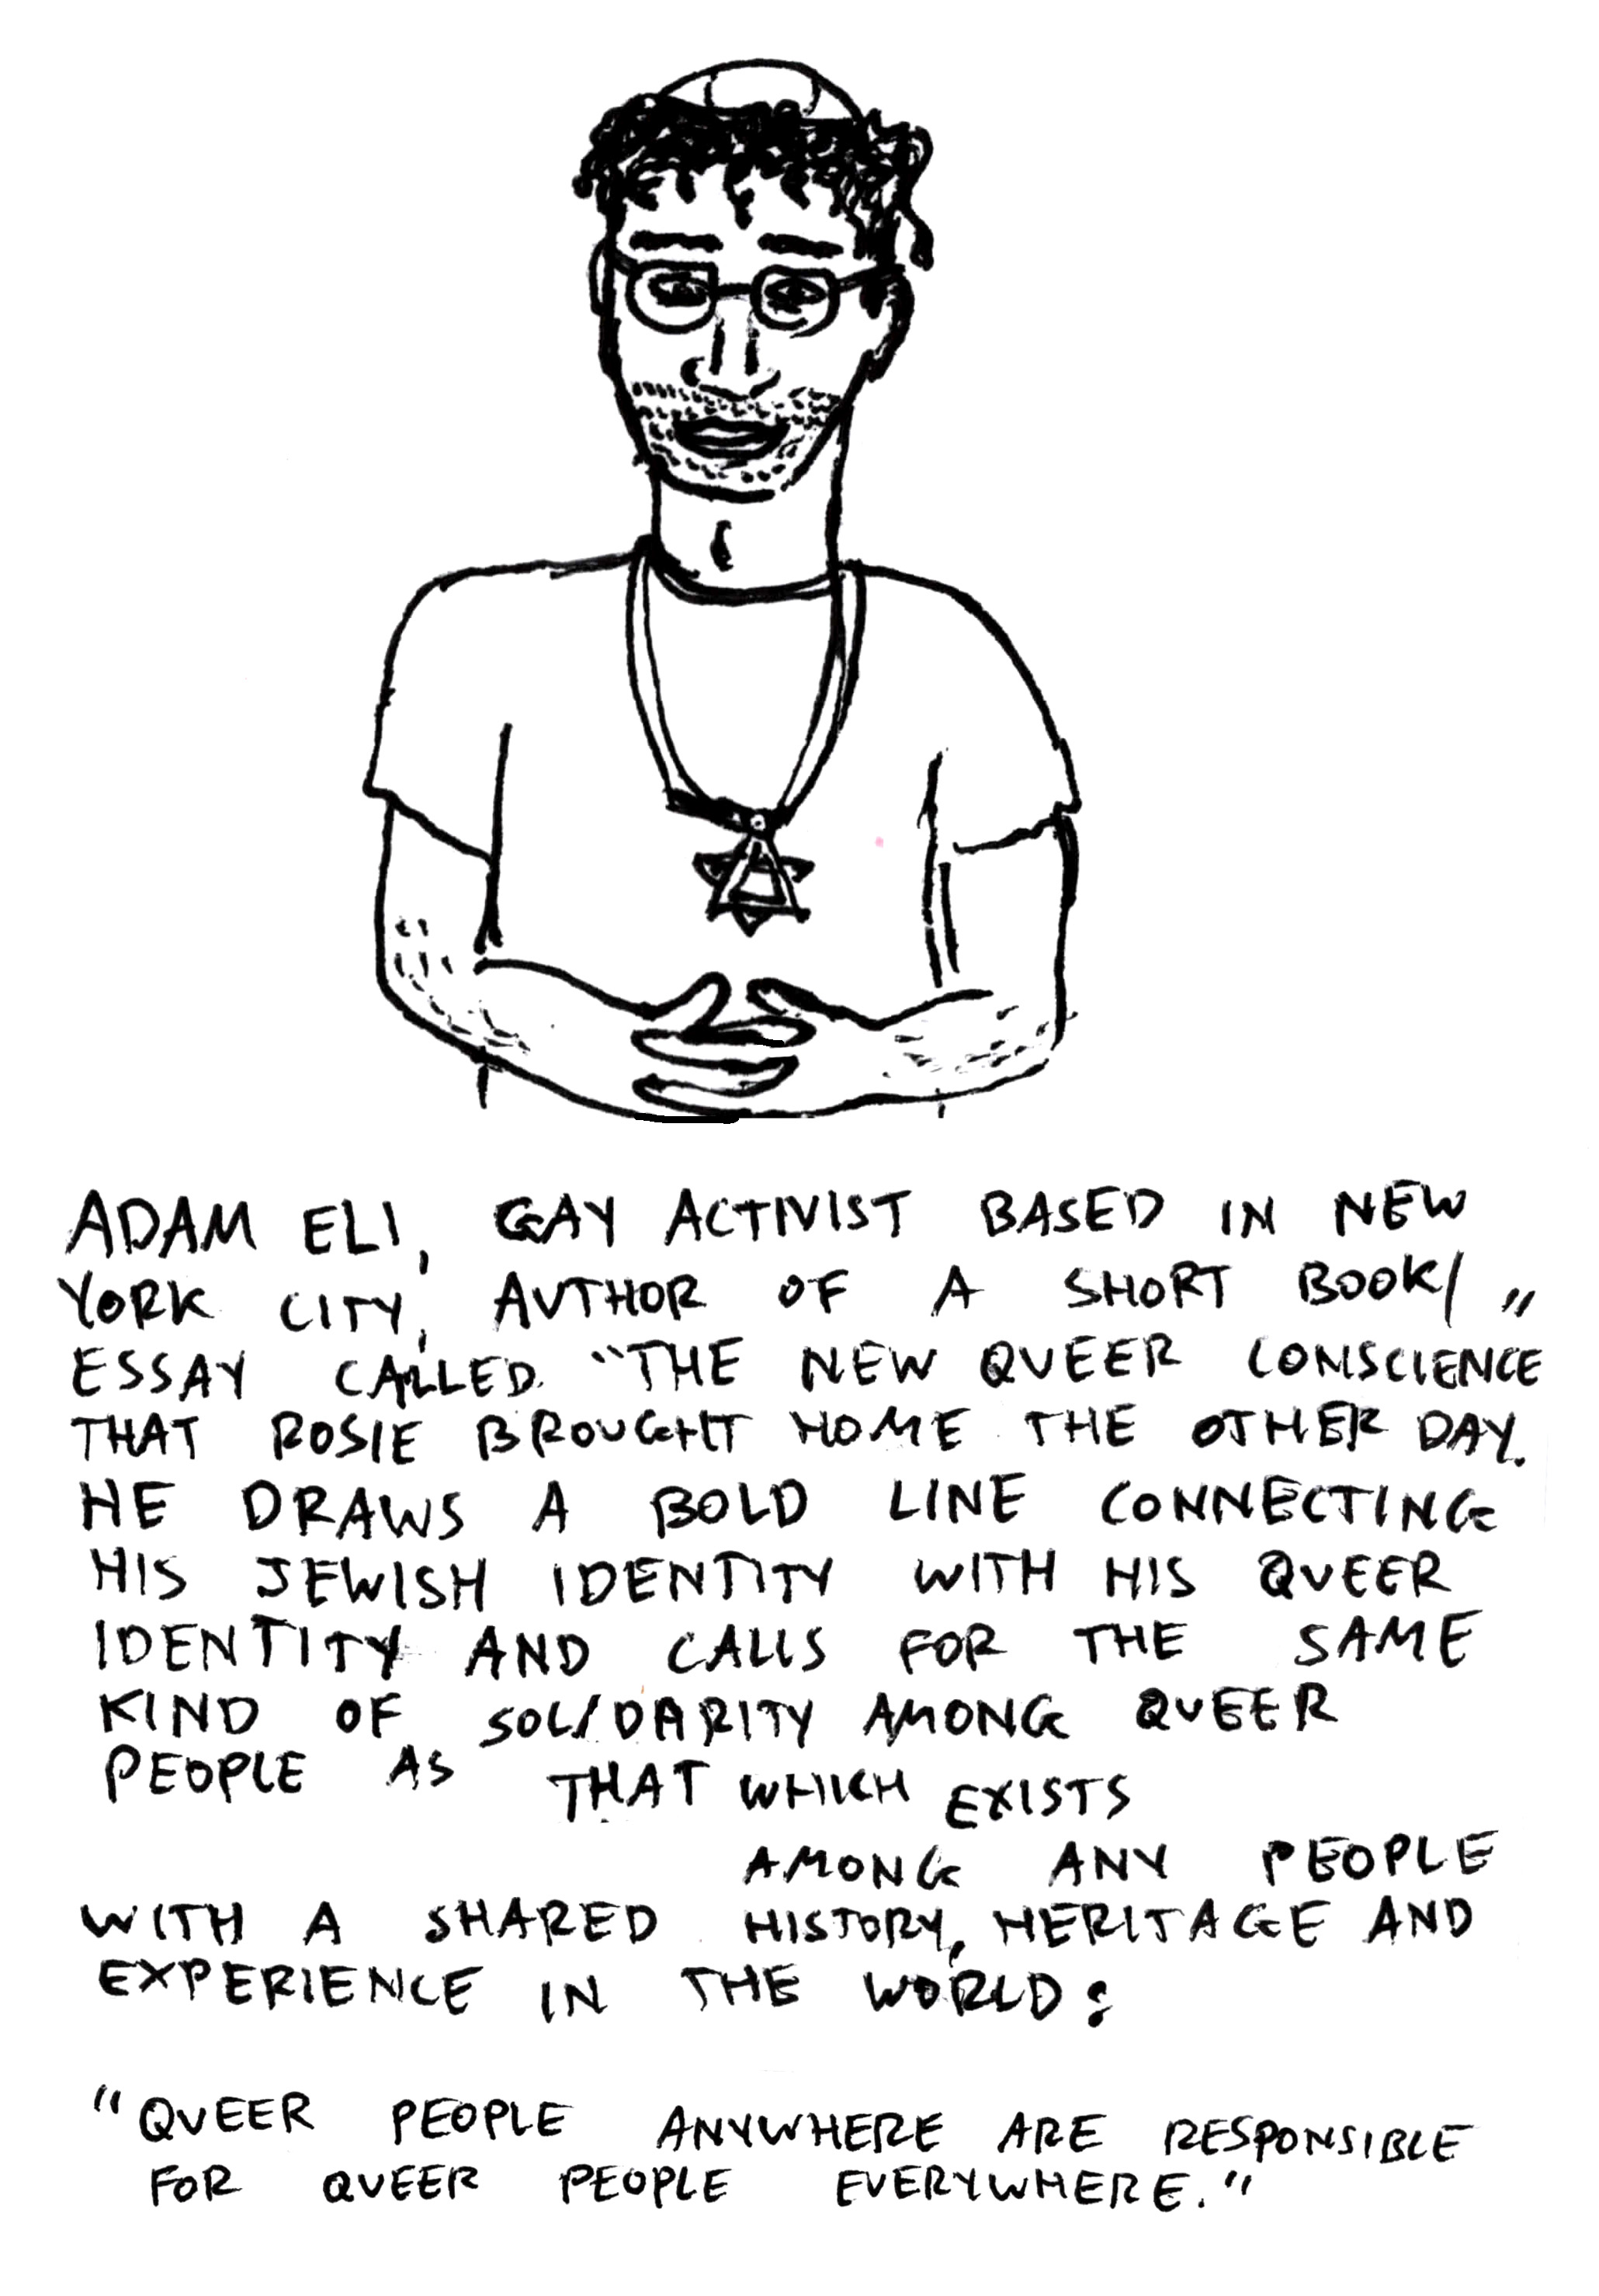 ADAM ELI, GAY ACTIVIST BASED IN NEW
YORK CITY, AUTHOR OF A SHORT BOOK/
ESSAY CALLED "THE NEW QUEER CONSCIENCE"
THAT ROSIE BROUGHT HOME THE OTHER DAY.
HE DRAWS A BOLD LINE CONNECTING
HIS JEWISH IDENTITY WITH HIS QUEER
IDENTITY AND CALLS FOR THE SAME
KIND OF SOLIDARITY AMONG QUEER
PEOPLE AS THAT WHICH EXISTS
AMONG ANY PEOPLE
WITH A SHARED HISTORY, HERITAGE AND
EXPERIENCE IN THE WORLD:
"QUEER PEOPLE ANYWHERE ARE RESPONSIBLE
FOR QUEER PEOPLE EVERYWHERE."